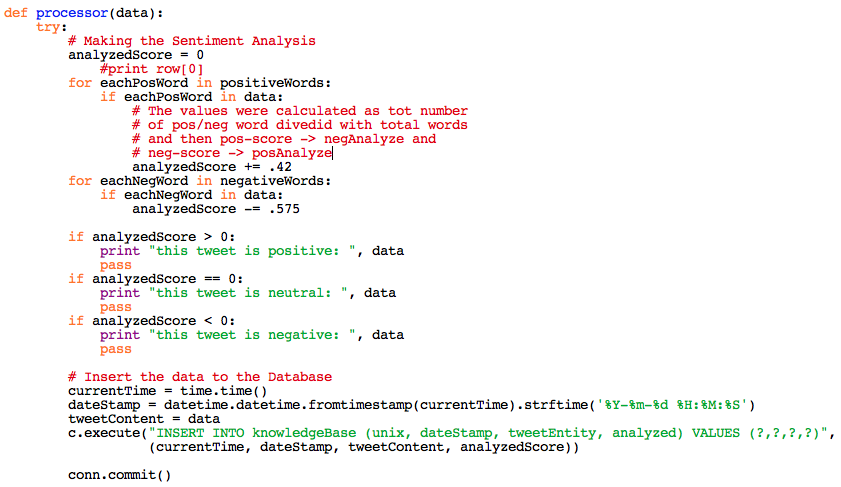 def processor(data):
    try:
        # Making the Sentiment Analysis
        analyzedScore = 0
            #print row[0]
        for eachPosWord in positiveWords:
            if eachPosWord in data:
                # The values were calculated as tot number
                # of pos/neg word divedid with total words
                # and then pos-score -> negAnalyze and
                # neg-score -> posAnalyze
                analyzedScore += .42
        for eachNegWord in negativeWords:
            if eachNegWord in data:
                analyzedScore -= .575

        if analyzedScore > 0:
            print "this tweet is positive: ", data
            pass
        if analyzedScore == 0:
            print "this tweet is neutral: ", data
            pass
        if analyzedScore < 0:
            print "this tweet is negative: ", data
            pass

        # Insert the data to the Database
        currentTime = time.time()
        dateStamp = datetime.datetime.fromtimestamp(currentTime).strftime('%Y-%m-%d %H:%M:%S')
        tweetContent = data
        c.execute("INSERT INTO knowledgeBase (unix, dateStamp, tweetEntity, analyzed) VALUES (?,?,?,?)",
                  (currentTime, dateStamp, tweetContent, analyzedScore))

        conn.commit()